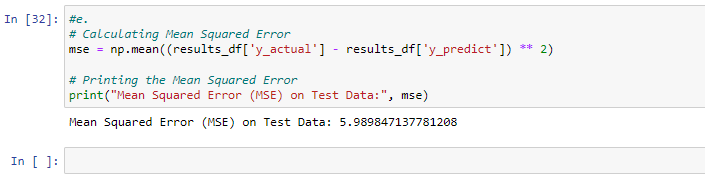 In [32]: #e.
# Calculating Mean Squared Error
mse = np.mean((results_df['y_actual'] - results_df['y_predict']) ** 2)
# Printing the Mean Squared Error
print("Mean Squared Error (MSE) on Test Data:", mse)
Mean Squared Error (MSE) on Test Data: 5.989847137781208
In [ ]: